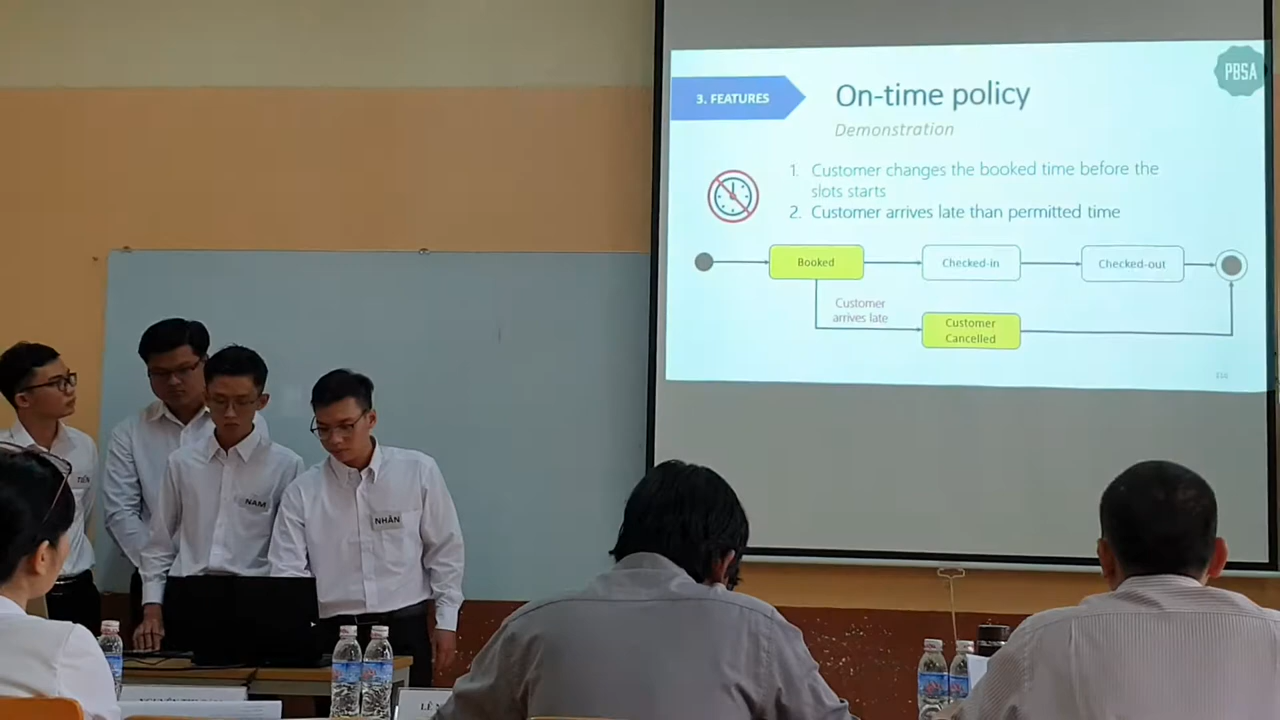 PBSA
3. FEATURES
On-time policy
Demonstration
1. Customer changes the booked time before the
slots starts
2. Customer arrives late than permitted time
Booked
Checked-in
Checked-out
Customer
arrives late
Customer
Cancelled
TIẾN
NAM
NHÂN